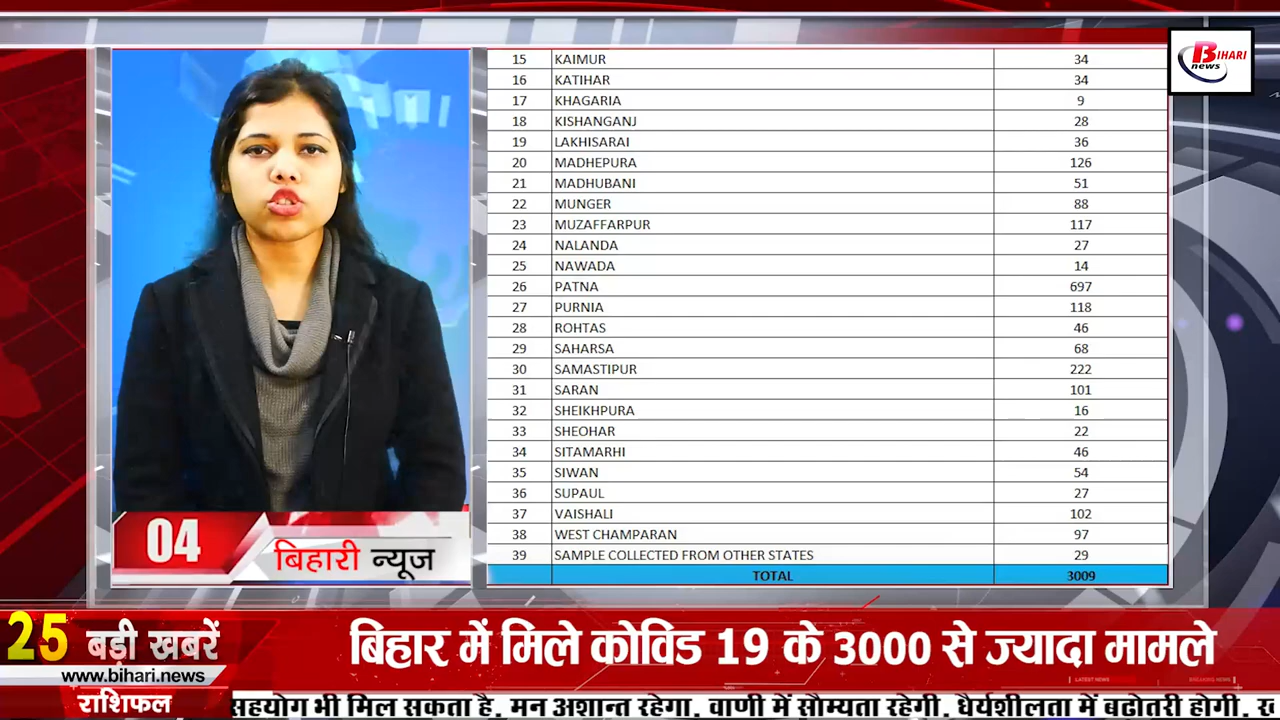 15 KAIMUR 34
16 KATIHAR 34
17 KHAGARIA 9
18 KISHANGANJ 28
19 LAKHISARAI 36
20 MADHEPURA 126
21 MADHUBANI 51
22 MUNGER 88
23 MUZAFFARPUR 117
24 NALANDA 27
25 NAWADA 14
26 PATNA 697
27 PURNIA 118
28 ROHTAS 46
29 SAHARSA 68
30 SAMASTIPUR 222
31 SARAN 101
32 SHEIKHPURA 16
33 SHEOHAR 22
34 SITAMARHI 46
35 SIWAN 54
36 SUPAUL 27
37 VAISHALI 102
38 WEST CHAMPARAN 97
39 SAMPLE COLLECTED FROM OTHER STATES 29
TOTAL 3009
BIHARI
news
04
बिहारी न्यूज
25 बड़ी खबरें
www.bihari.news
बिहार में मिले कोविड 19 के 3000 से ज्यादा मामले
LATEST NEWS
BREAKING NEWS
राशिफल
सहयोग भी मिल सकता है. मन अशान्त रहेगा. वाणी में सौम्यता रहेगी. धैर्यशीलता में बढोतरी होगी.